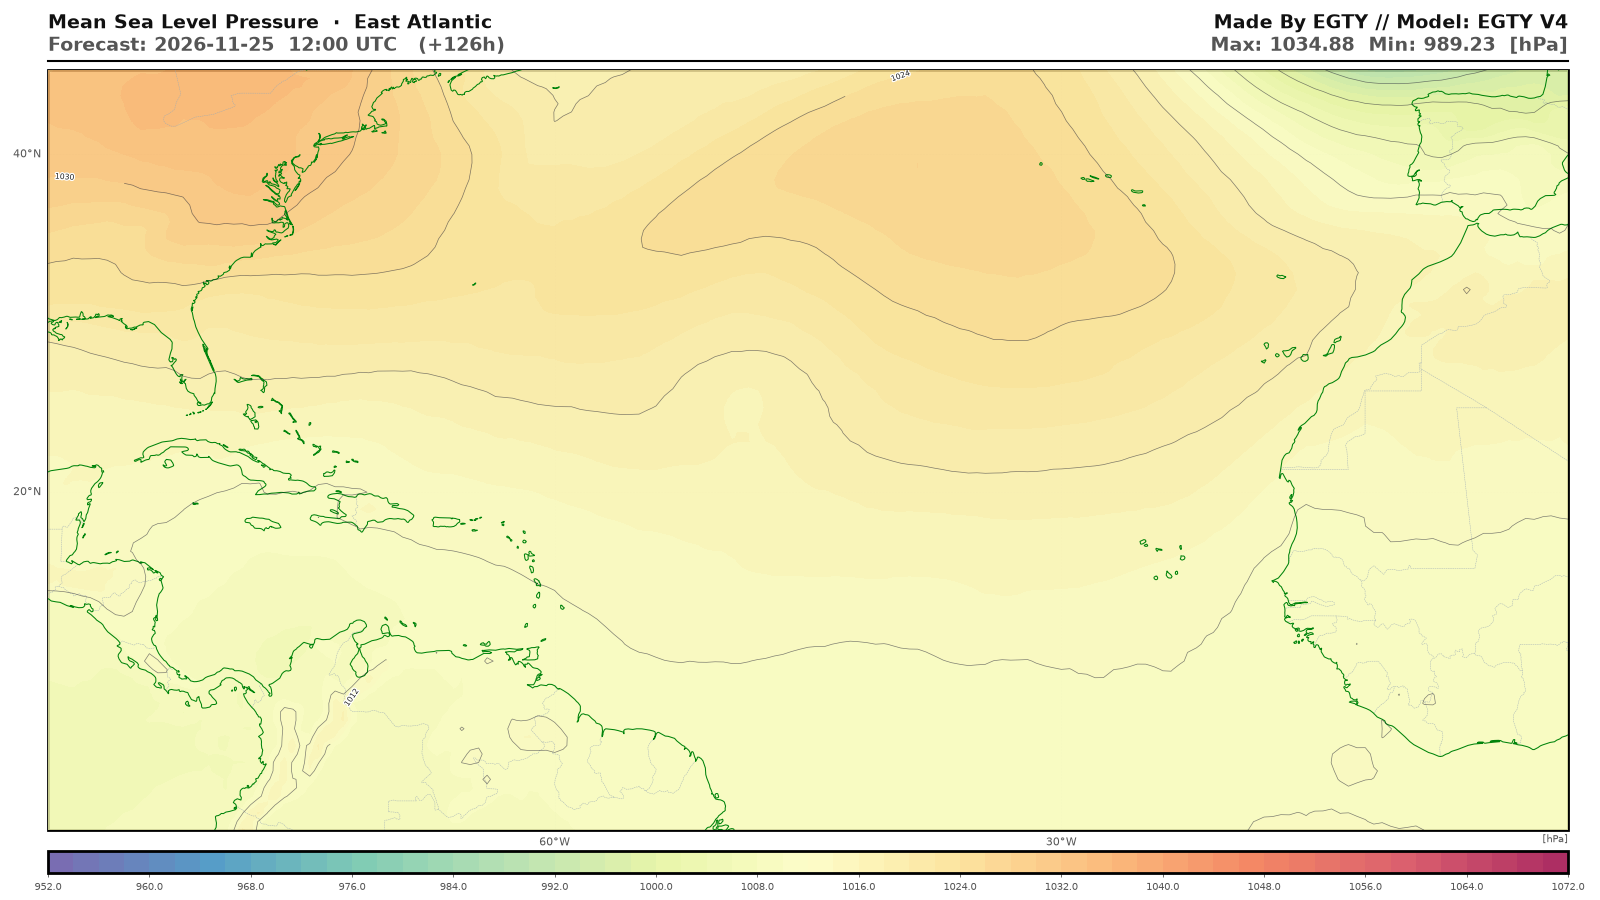 Mean Sea Level Pressure · East Atlantic
Made By EGTY // Model: EGTY V4
Forecast: 2026-11-25 12:00 UTC (+126h)
Max: 1034.88 Min: 989.23 [hPa]
1024
40°N
1030
20°N
1012
60°W
30°W
[hPa]
952.0 960.0 968.0 976.0 984.0 992.0 1000.0 1008.0 1016.0 1024.0 1032.0 1040.0 1048.0 1056.0 1064.0 1072.0